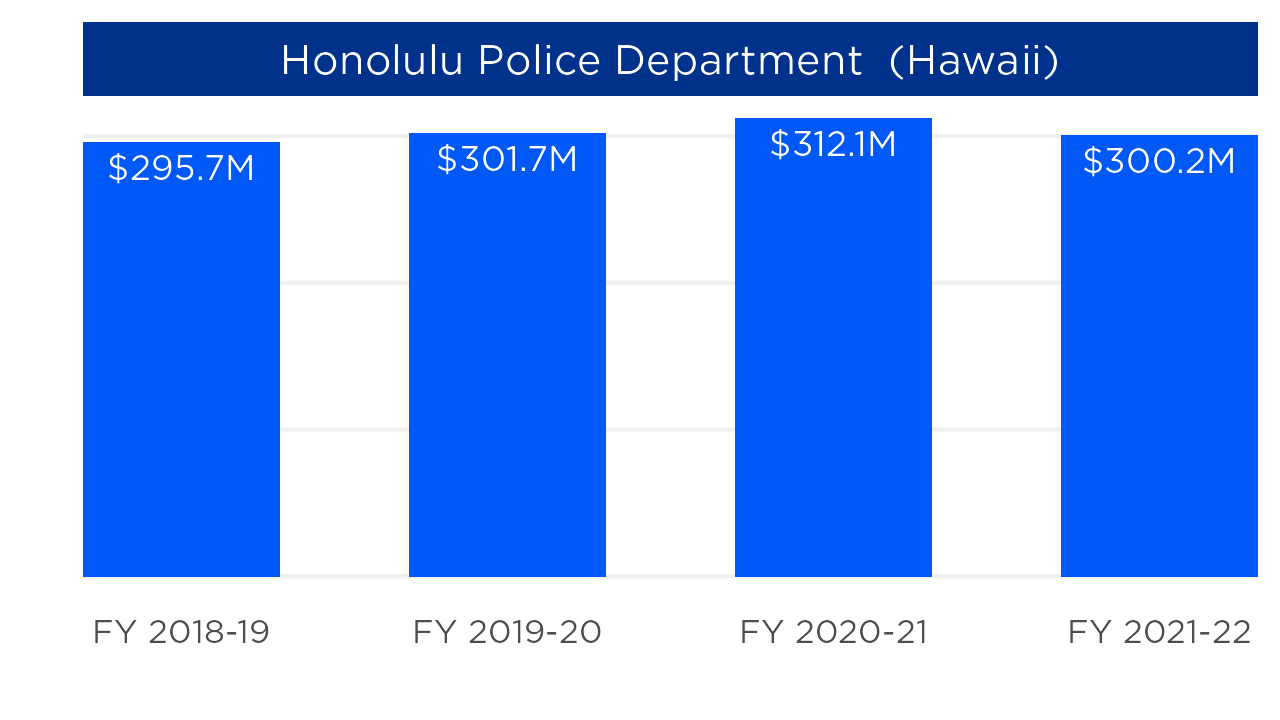 Honolulu Police Department (Hawaii)
$295.7M
$301.7M
$312.1M
$300.2M
FY 2018-19
FY 2019-20
FY 2020-21
FY 2021-22